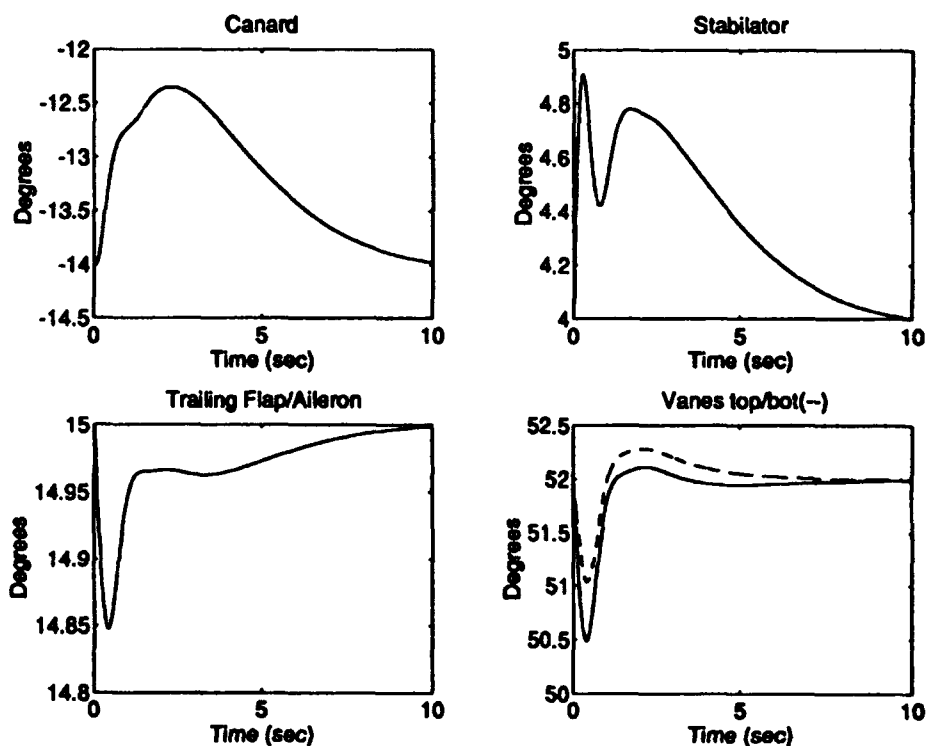 Canard
-12
-12.5
-13
-13.5
-14
-14.5
Degrees
0
5
10
Time (sec)
Stabilator
5
4.8
4.6
4.4
4.2
4
Degrees
0
5
10
Time (sec)
Trailing Flap/Aileron
15
14.95
14.9
14.85
14.8
Degrees
0
5
10
Time (sec)
Vanes top/bot(--)
52.5
52
51.5
51
50.5
50
Degrees
0
5
10
Time (sec)